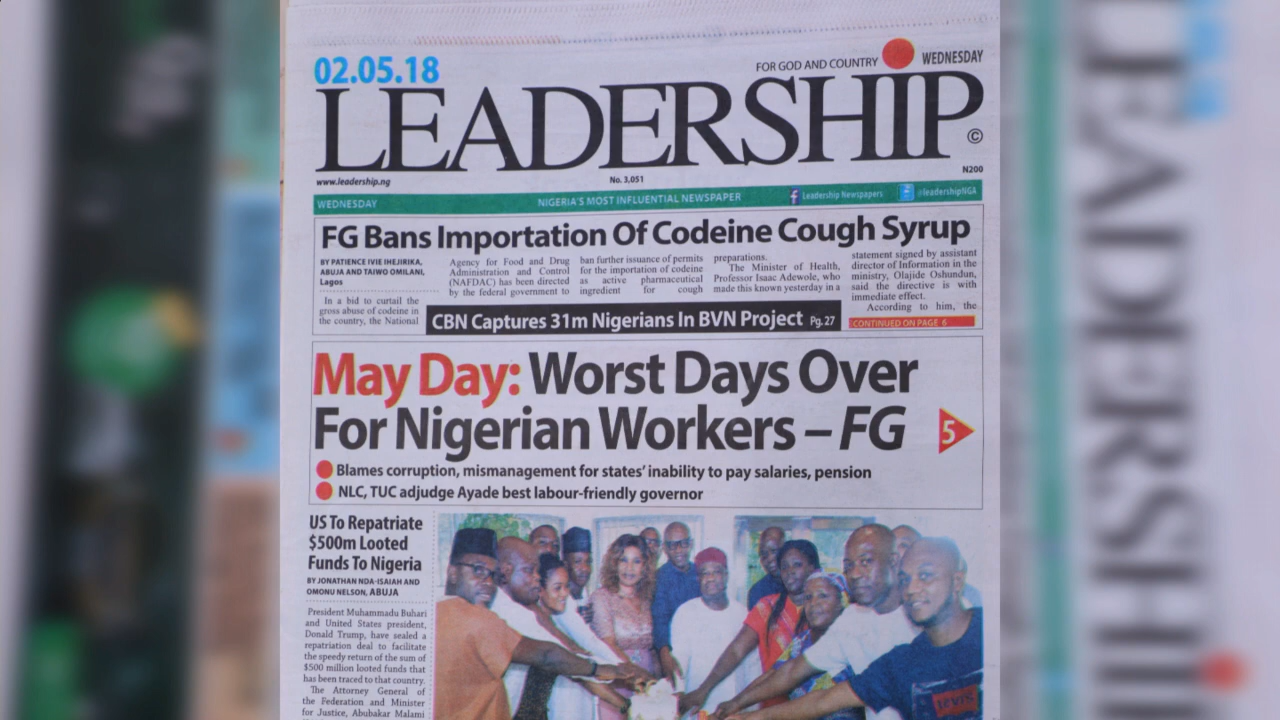 02.05.18
FOR GOD AND COUNTRY
WEDNESDAY
LEADERSHIP
©
www.leadership.ng
No. 3,051
N200
WEDNESDAY
NIGERIA'S MOST INFLUENTIAL NEWSPAPER
Leadership Newspapers
@leadershipNGA
FG Bans Importation Of Codeine Cough Syrup
BY PATIENCE IVIE IHEJIRIKA,
ABUJA AND TAIWO OMILANI,
Lagos
In a bid to curtail the
gross abuse of codeine in
the country, the National
Agency for Food and Drug
Administration and Control
(NAFDAC) has been directed
by the federal government to
ban further issuance of permits
for the importation of codeine
as active pharmaceutical
ingredient for cough
preparations.
The Minister of Health,
Professor Isaac Adewole, who
made this known yesterday in a
statement signed by assistant
director of Information in the
ministry, Olajide Oshundun,
said the directive is with
immediate effect.
According to him, the
CONTINUED ON PAGE 6
CBN Captures 31m Nigerians In BVN Project Pg. 27
May Day: Worst Days Over
For Nigerian Workers – FG
5
Blames corruption, mismanagement for states' inability to pay salaries, pension
NLC, TUC adjudge Ayade best labour-friendly governor
US To Repatriate
$500m Looted
Funds To Nigeria
BY JONATHAN NDA-ISAIAH AND
OMONU NELSON, ABUJA
President Muhammadu Buhari
and United States president,
Donald Trump, have sealed a
repatriation deal to facilitate
the speedy return of the sum of
$500 million looted funds that
has been traced to that country.
The Attorney General of
the Federation and Minister
for Justice, Abubakar Malami
LEVI'S